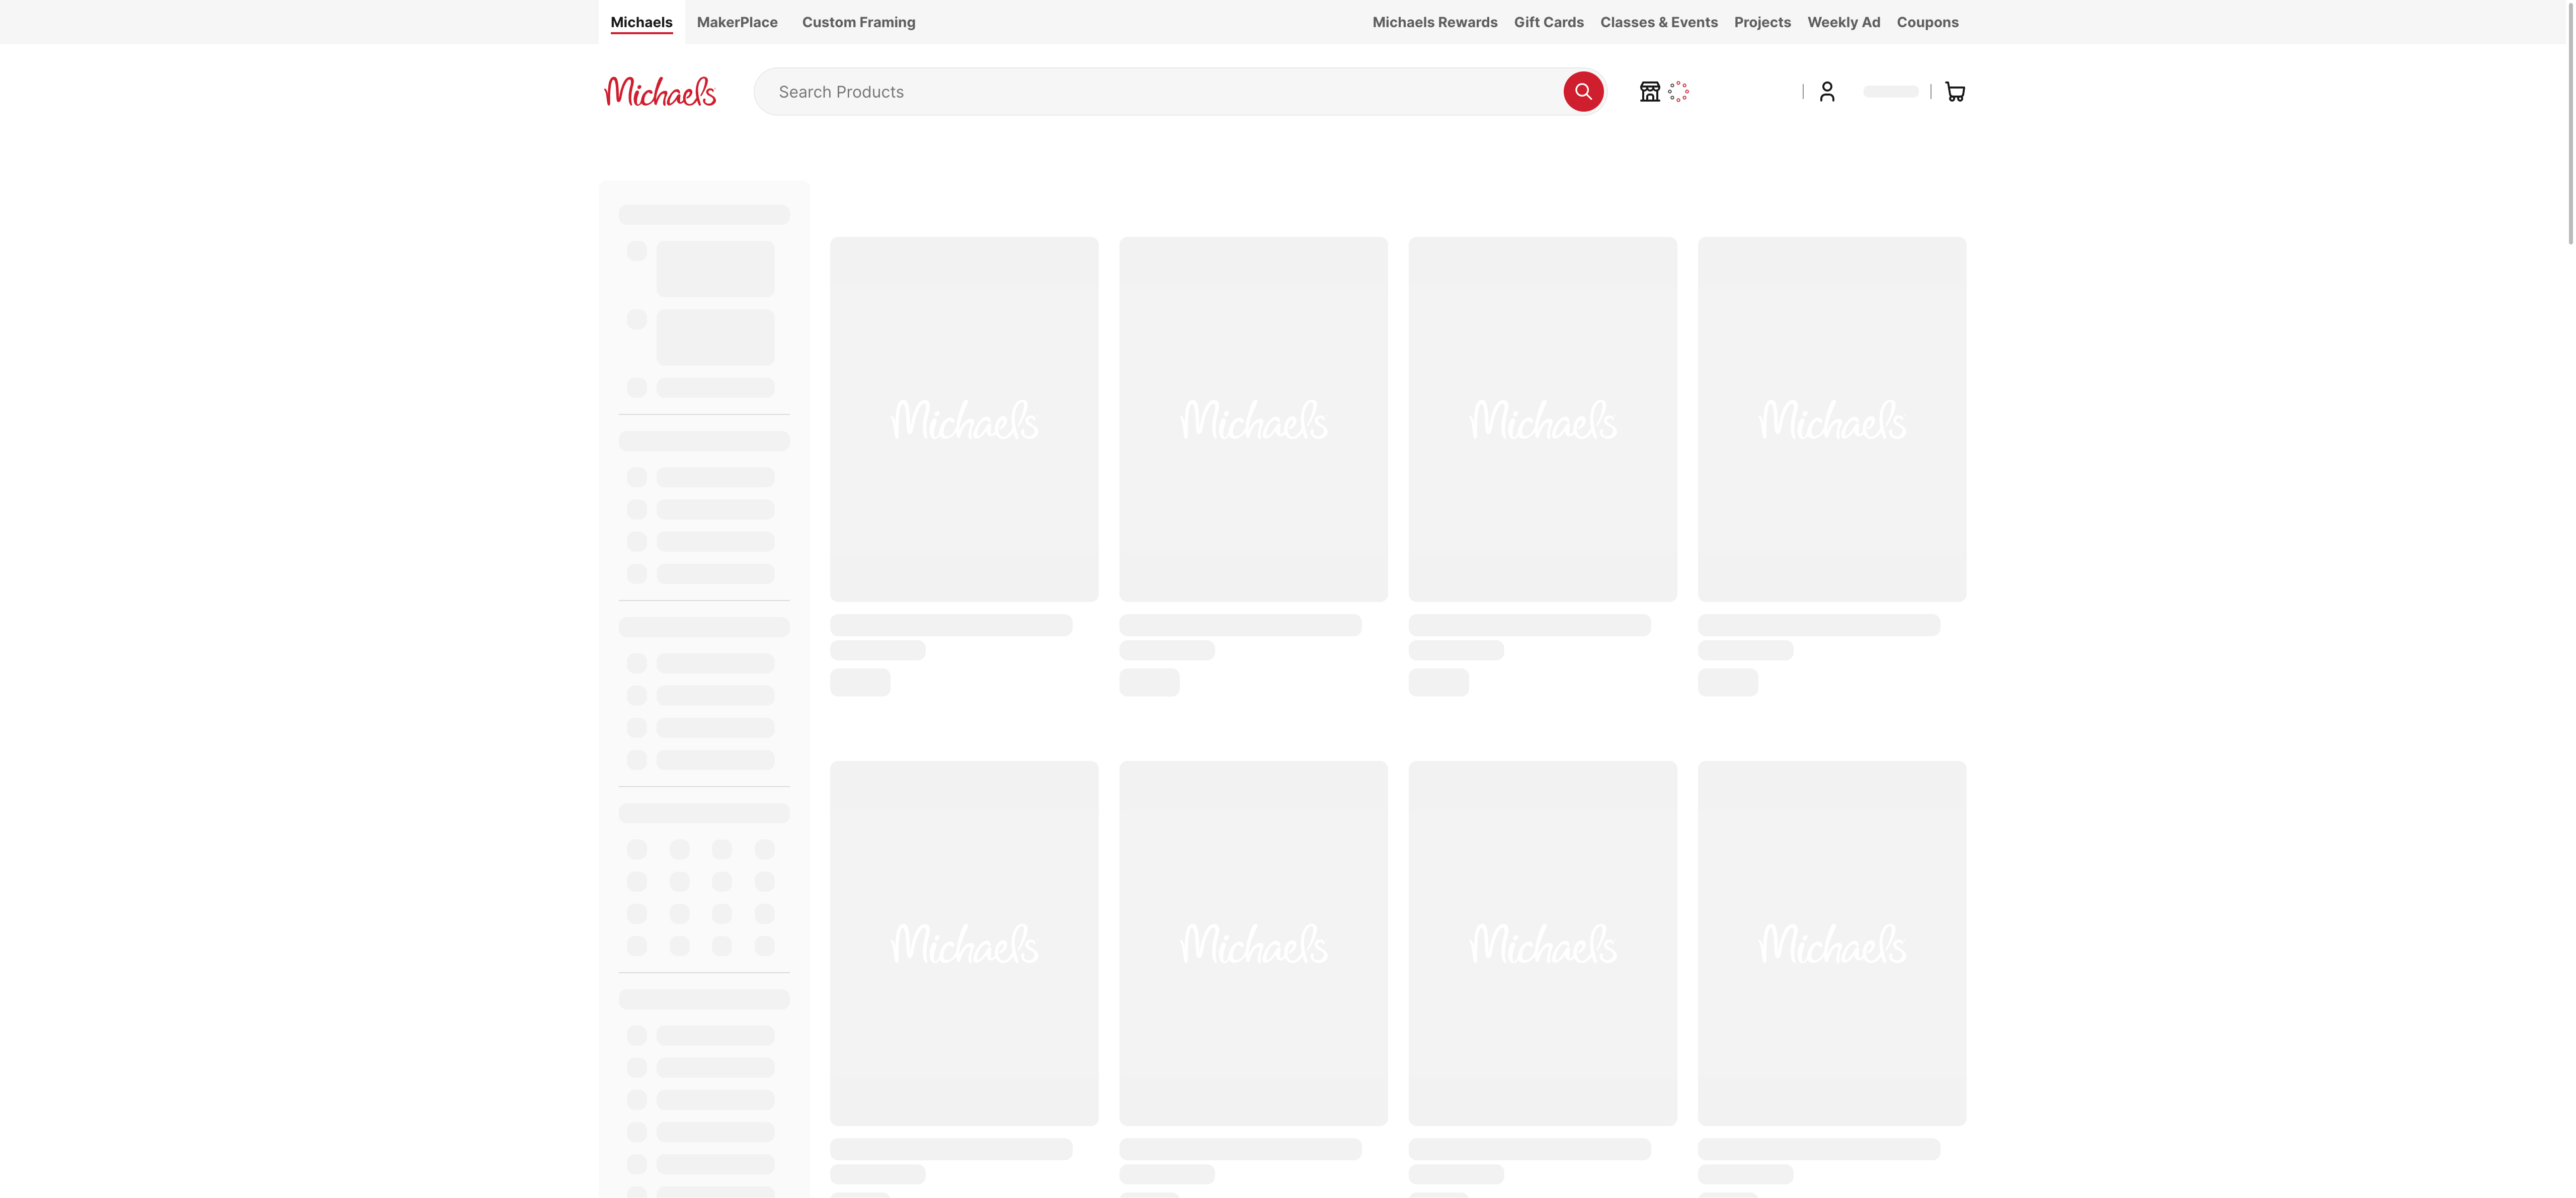 Michaels MakerPlace Custom Framing Michaels Rewards Gift Cards Classes & Events Projects Weekly Ad Coupons
Michaels Search Products
Michaels Michaels Michaels Michaels
Michaels Michaels Michaels Michaels